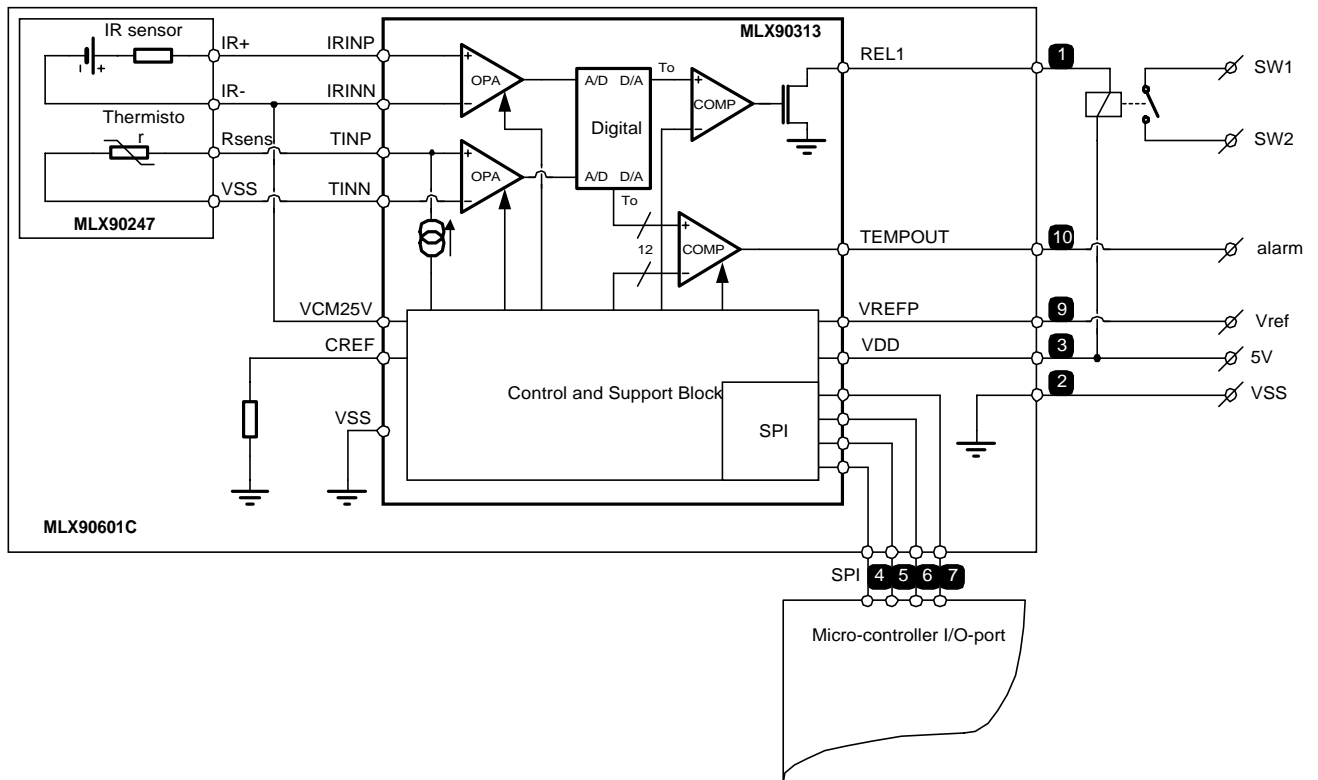 IR sensor
IR+
IRINP
MLX90313
REL1
1
SW1
+
-
+
OPA
-
A/D D/A
To
+
COMP
-
IR-
IRINN
Digital
Thermisto
r
Rsens
TINP
SW2
+
OPA
-
A/D D/A
To
VSS
TINN
MLX90247
+
COMP
-
12
TEMPOUT
10
alarm
VCM25V
VREFP
9
Vref
CREF
VDD
3
5V
Control and Support Block
2
VSS
VSS
SPI
MLX90601C
SPI
4
5
6
7
Micro-controller I/O-port